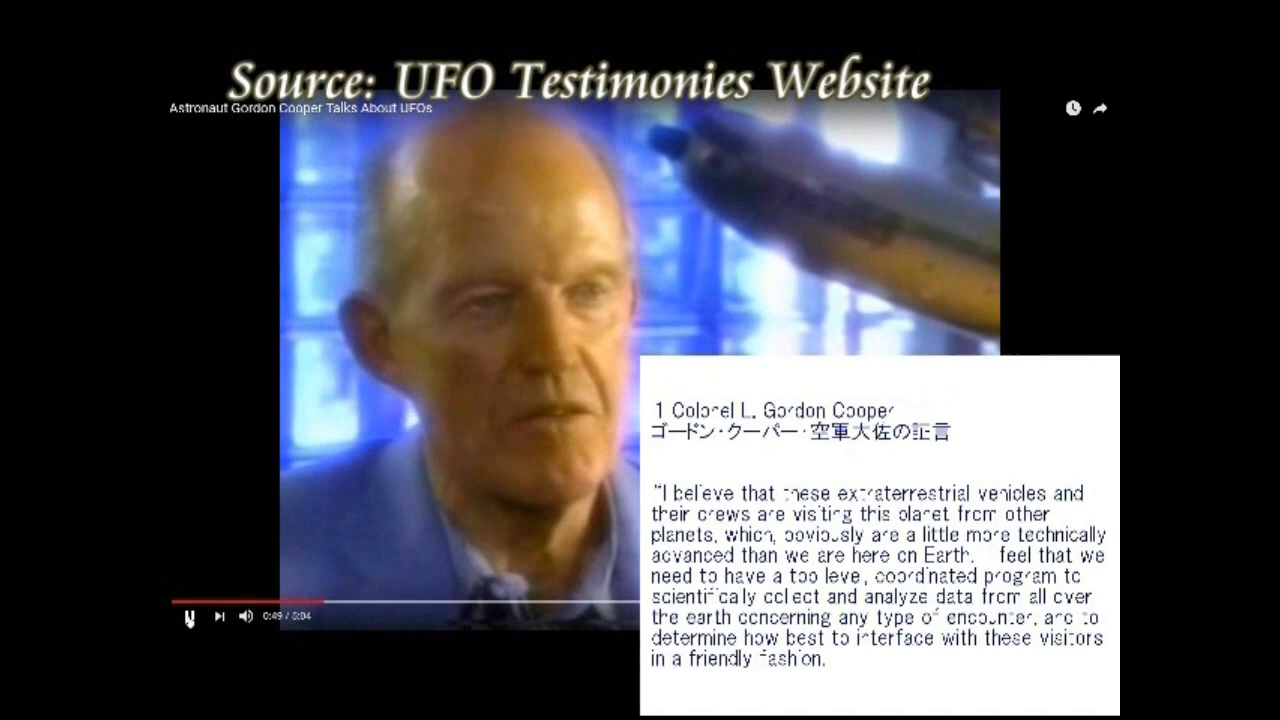 Source: UFO Testimonies Website
Astronaut Gordon Cooper Talks About UFOs
1 Colonel L. Gordon Cooper
ゴードン・クーパー・空軍大佐の証言
"I believe that these extraterrestrial vehicles and
their crews are visiting this planet from other
planets, which, obviously are a little more technically
advanced than we are here on Earth. I feel that we
need to have a top level, coordinated program to
scientifically collect and analyze data from all over
the earth concerning any type of encounter, and to
determine how best to interface with these visitors
in a friendly fashion.
0:49 / 5:04